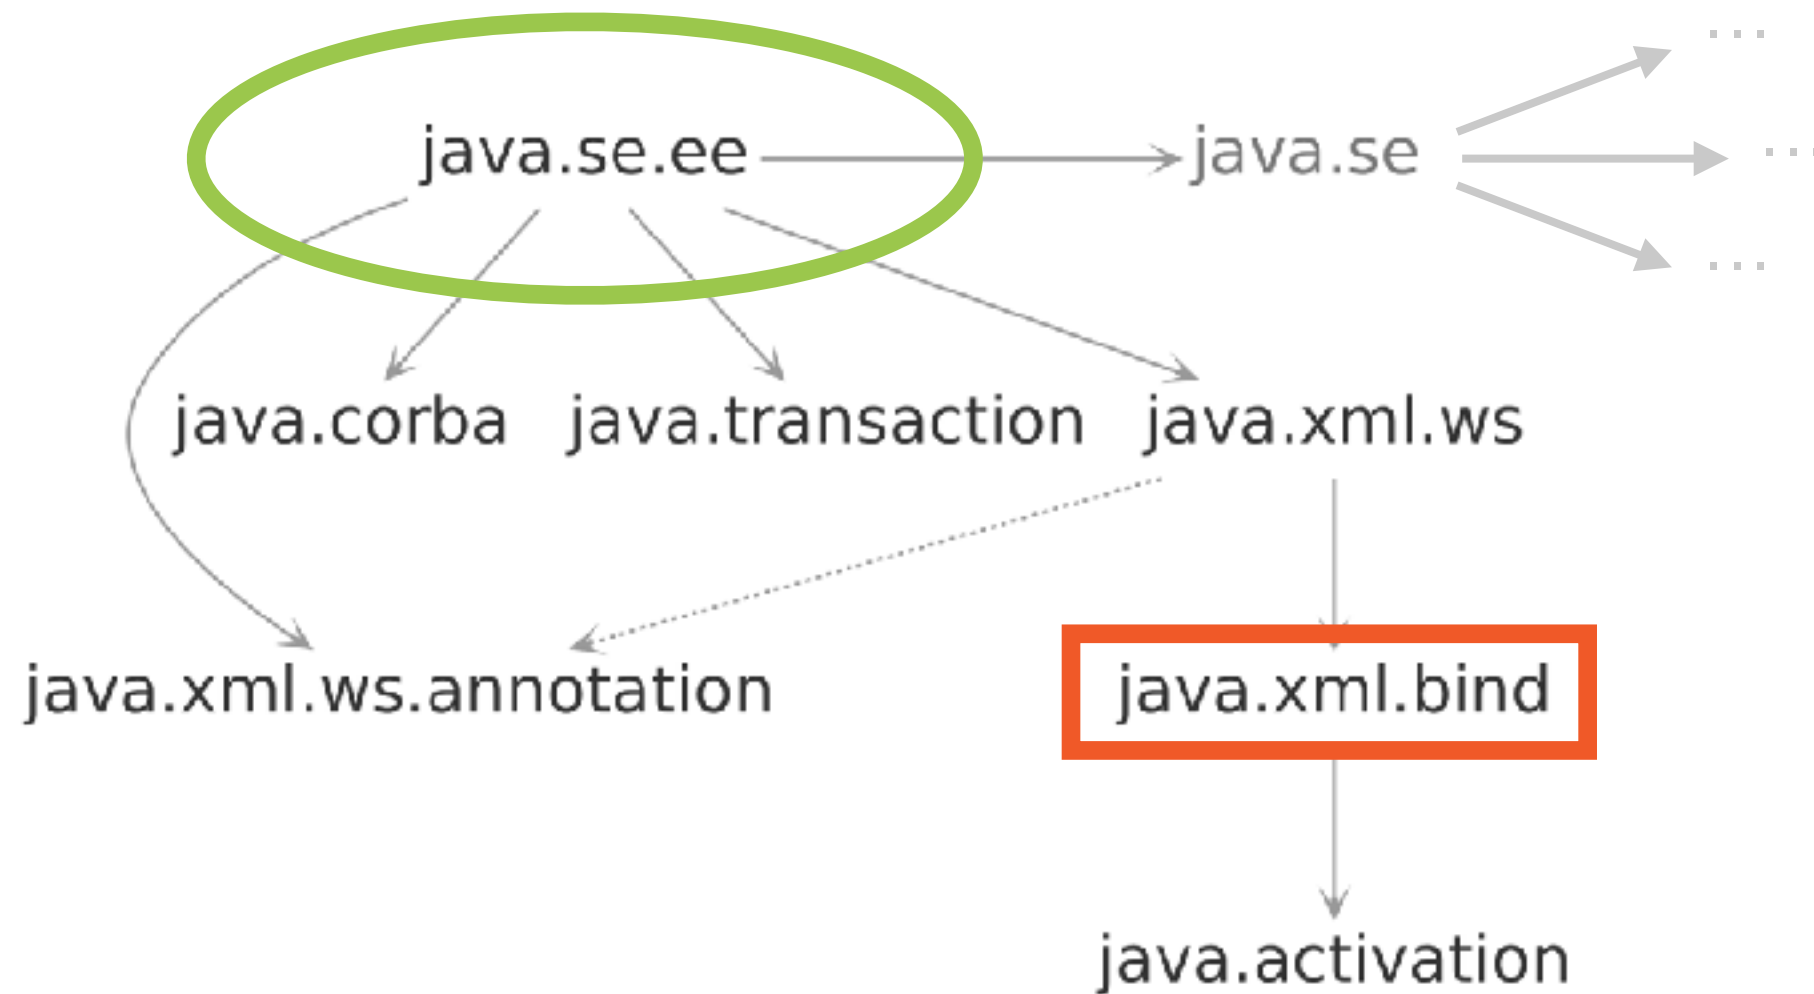 ...
java.se.ee java.se ...
...
java.corba java.transaction java.xml.ws
java.xml.ws.annotation java.xml.bind
java.activation